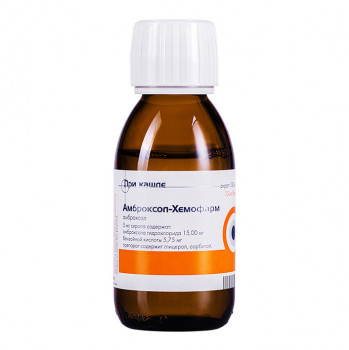 При кашле
Амброксол-Хемофарм
амброксол
5 мл сиропа содержат:
амброксола гидрохлорида 15,00 мг
бензойной кислоты 5,75 мг
препарат содержит глицерол, сорбитол.